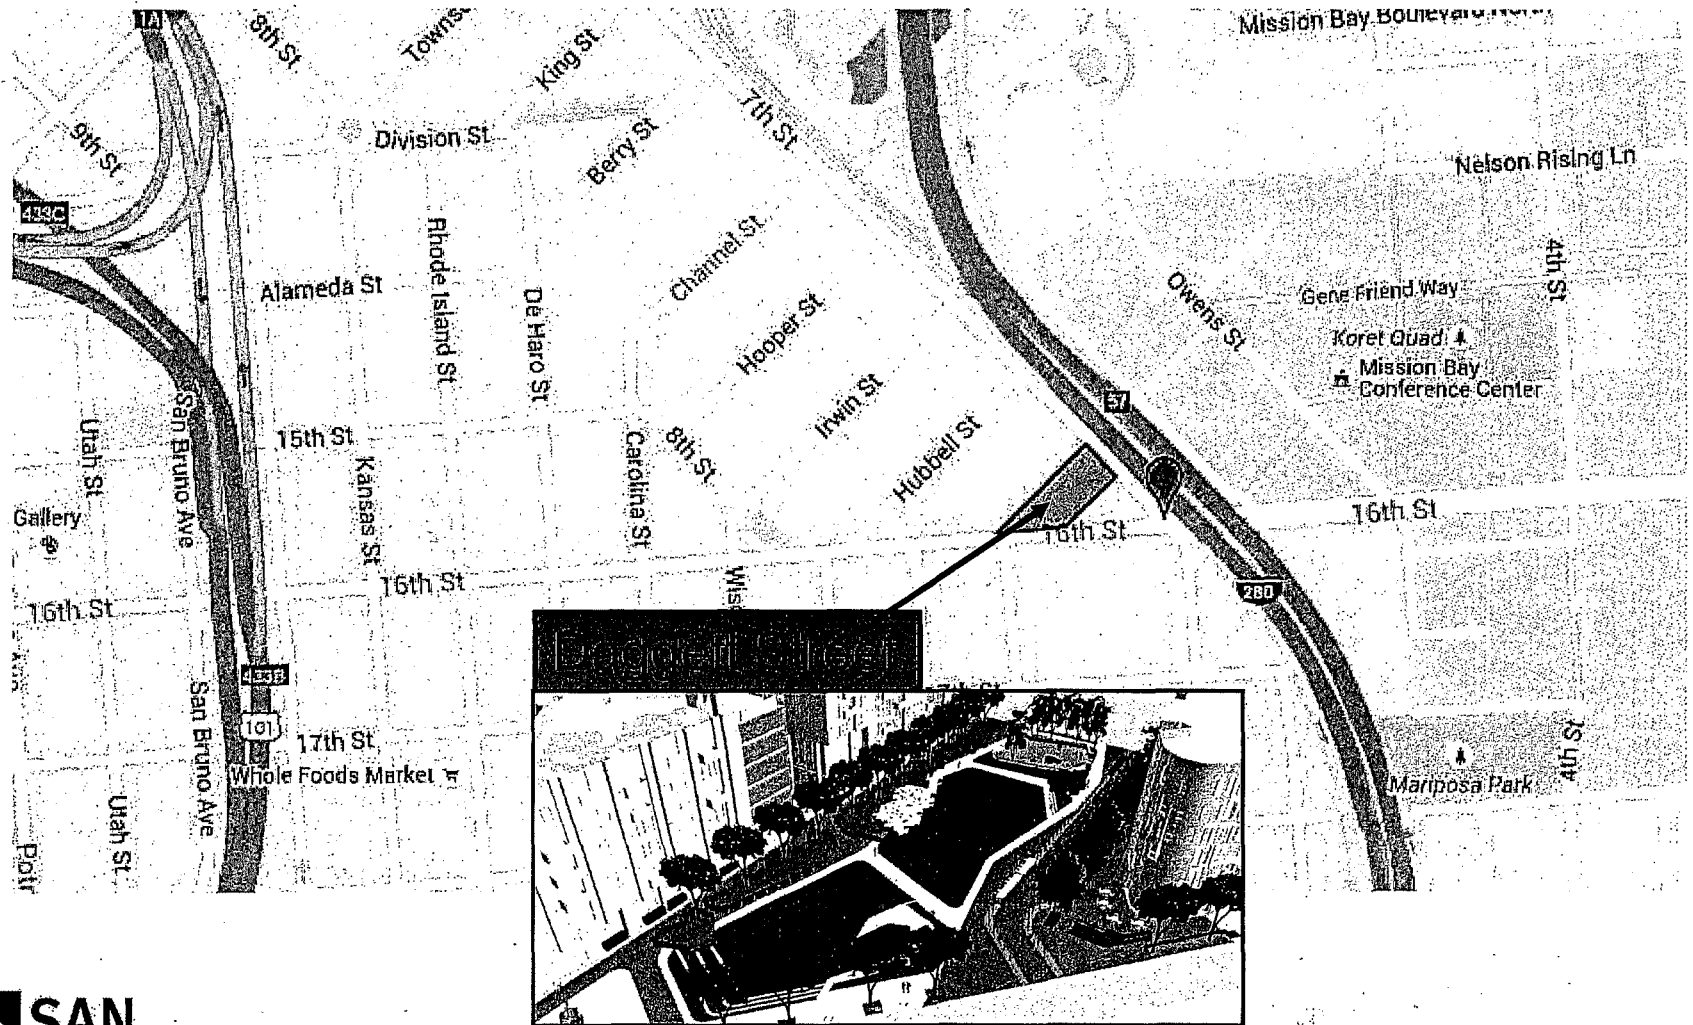 1A
8th St
King St
Mission Bay Boulevard North
7th St
Division St
9th St
Berry St
Nelson Rising Ln
433C
Rhode Island St
Channel St
4th St
Alameda St
De Haro St
Owens St
Gene Friend Way
Hooper St
Koret Quad
Mission Bay
Conference Center
San Bruno Ave
Irwin St
57
Utah St
15th St
Carolina St
8th St
Hubbell St
Kansas St
16th St
Gallery
16th St
16th St
16th St
280
Daggett Street
433B
San Bruno Ave
101
17th St
17th St
4th St
Whole Foods Market
Mariposa Park
Utah St
SAN